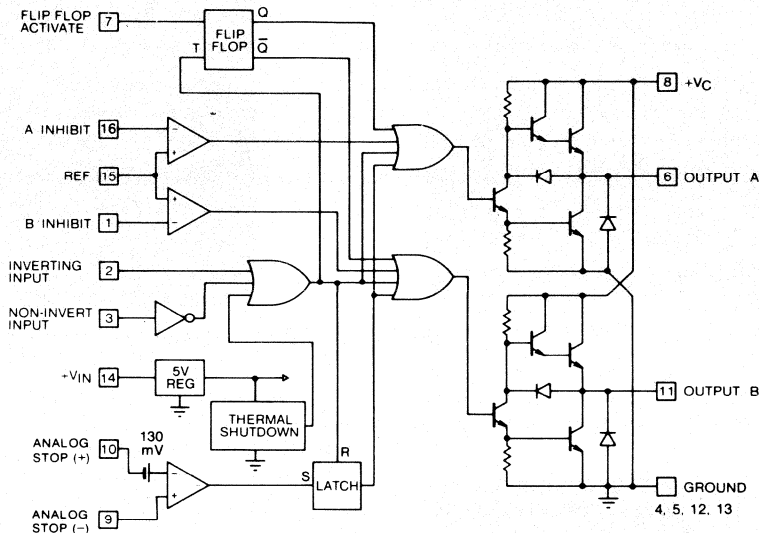 FLIP FLOP
ACTIVATE
7
FLIP
FLOP
Q
Q̅
T
8 +VC
A INHIBIT 16
REF 15
6 OUTPUT A
B INHIBIT 1
INVERTING
INPUT
2
NON-INVERT
INPUT
3
+VIN 14
5V
REG
11 OUTPUT B
THERMAL
SHUTDOWN
ANALOG
STOP (+)
10
130
mV
R
S
LATCH
GROUND
4, 5, 12, 13
ANALOG
STOP (−)
9